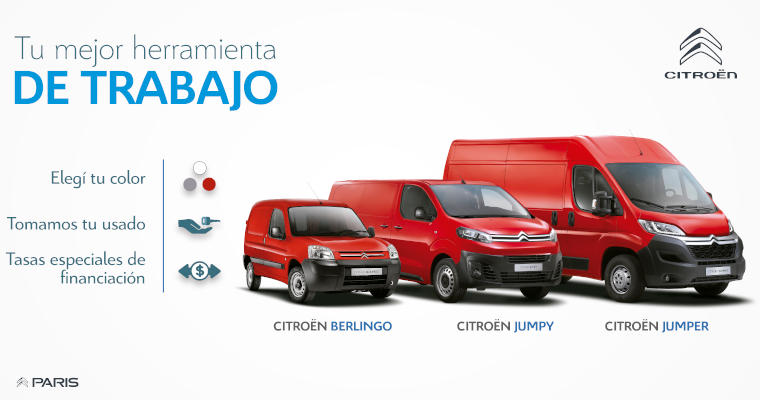 Tu mejor herramienta
DE TRABAJO
CITROËN
Elegí tu color
Tomamos tu usado
Tasas especiales de
financiación
$
CITROËN BERLINGO
CITROËN JUMPY
CITROËN JUMPER
PARIS